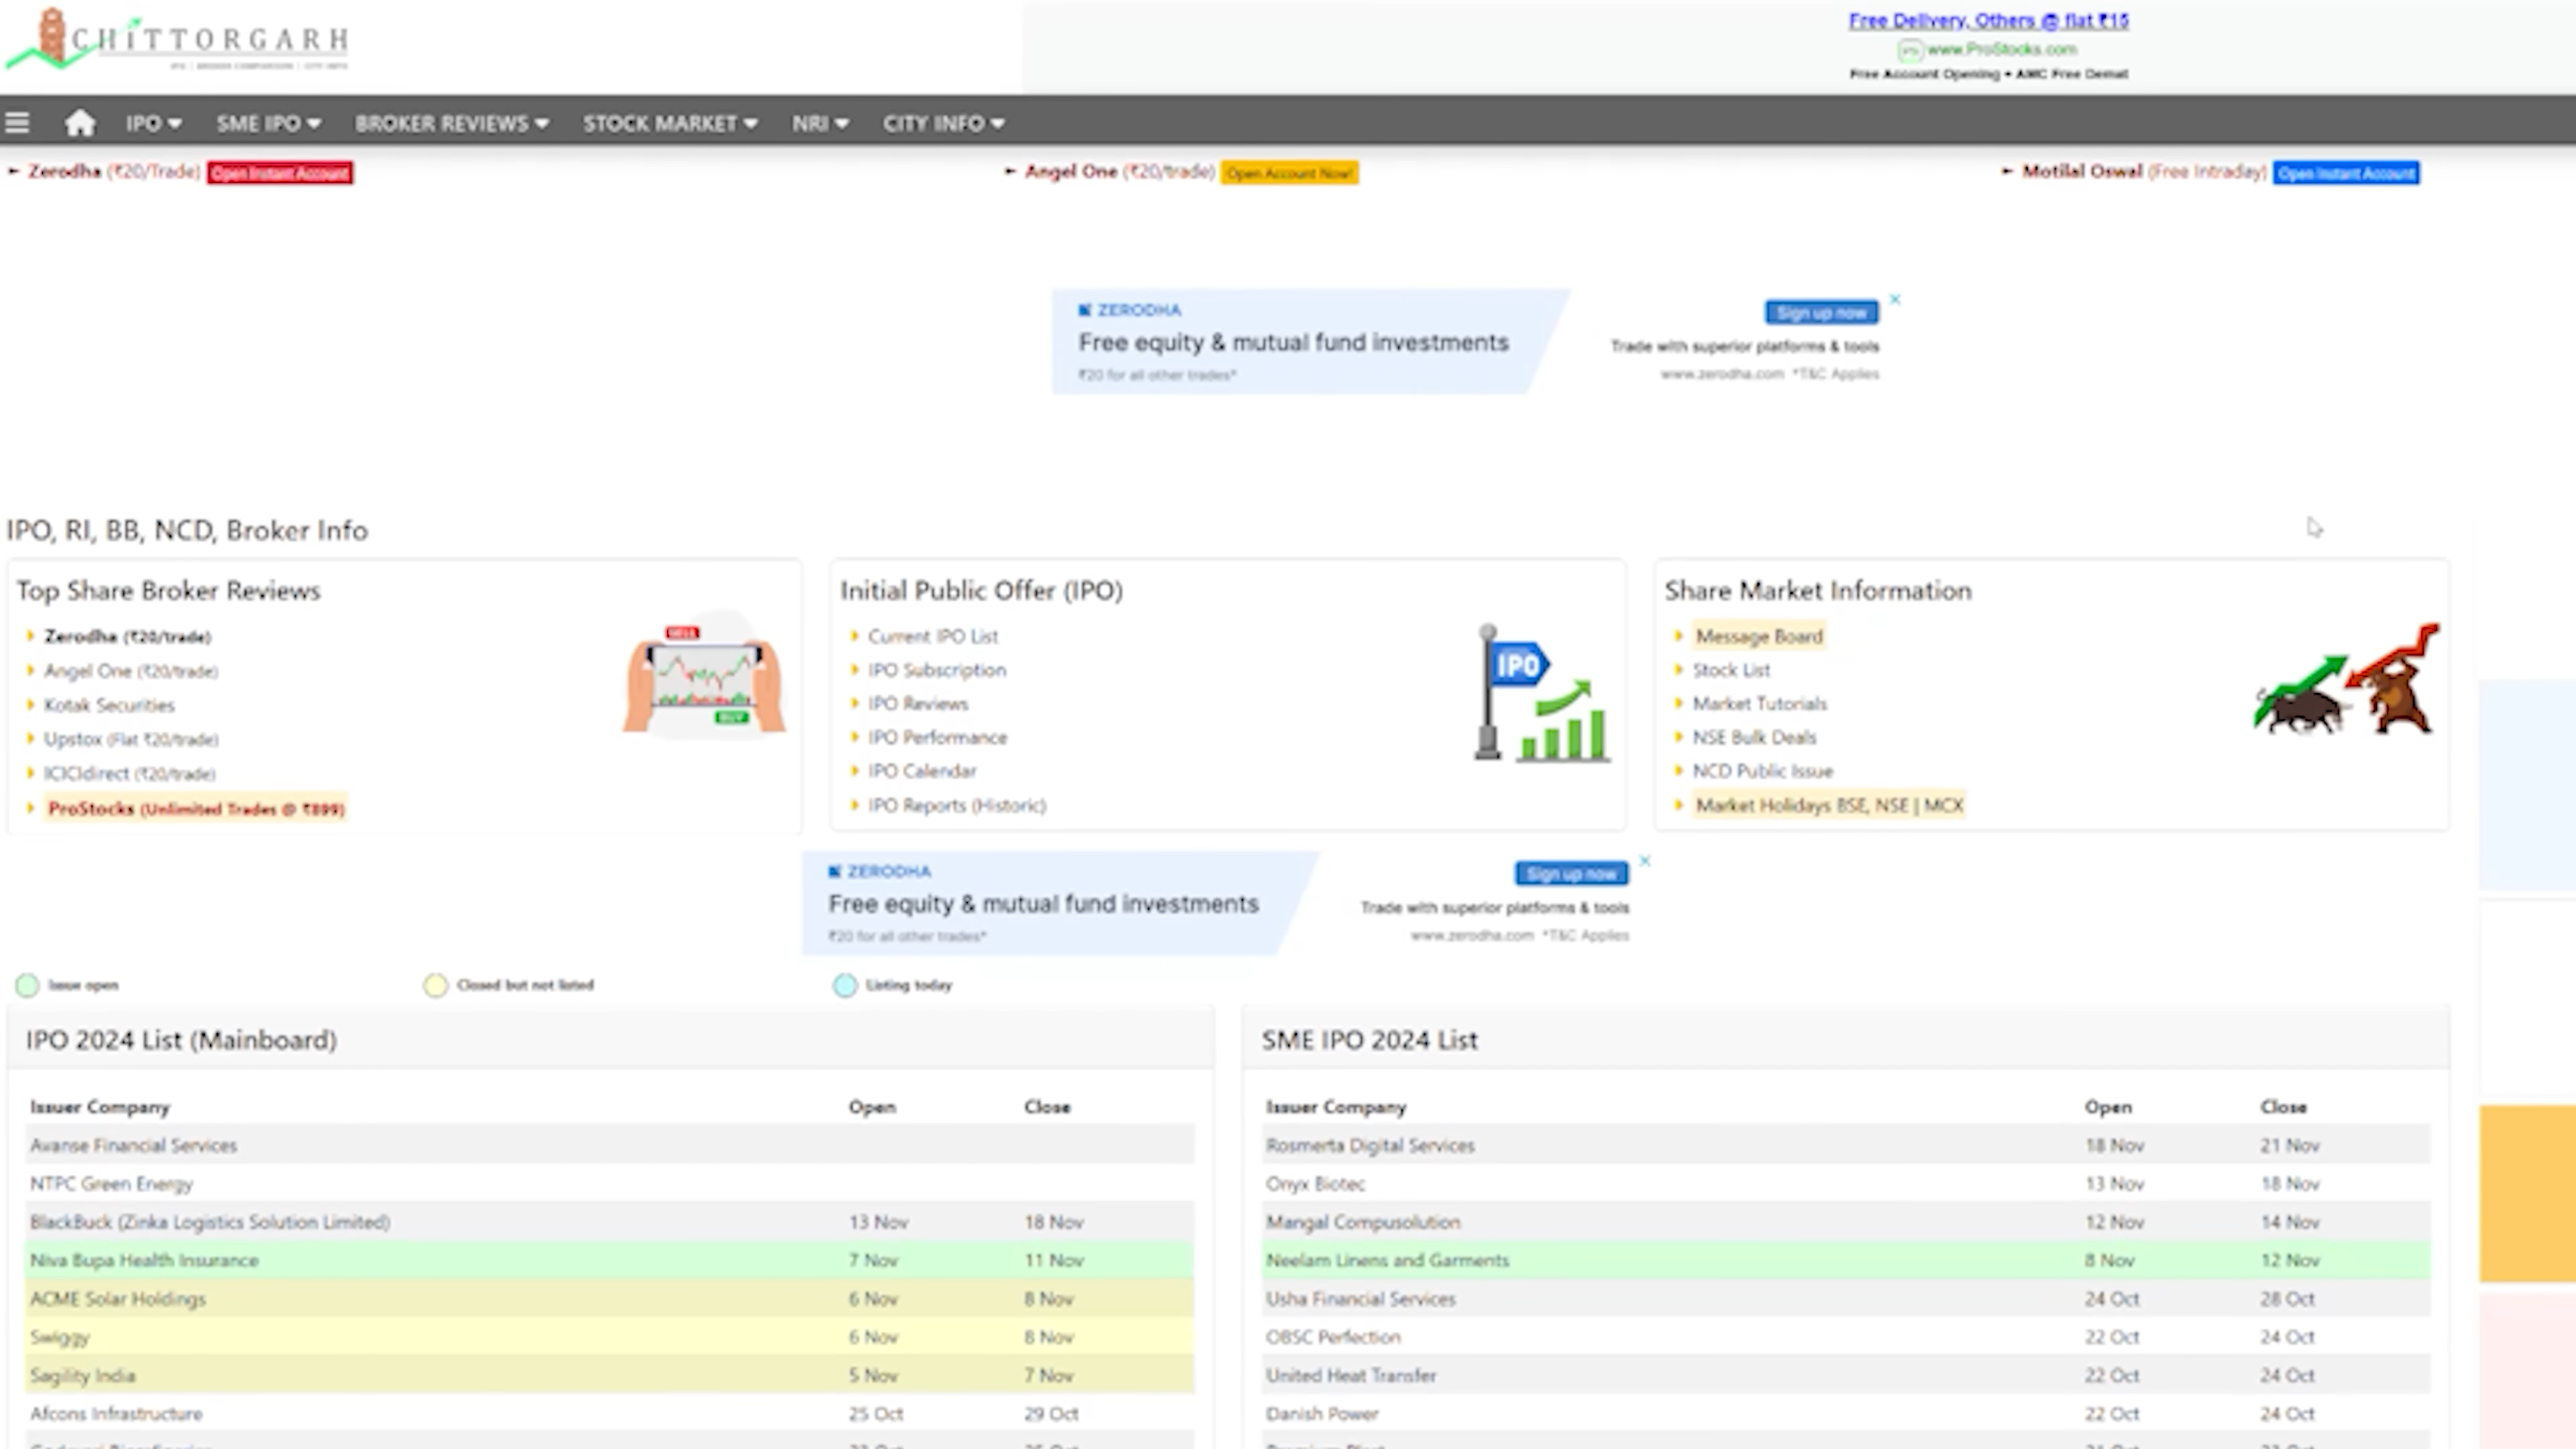 CHITTORGARH
IPO | BROKER COMPARISON | CITY INFO
Free Delivery, Others @ flat ₹15
www.ProStocks.com
Free Account Opening + AMC Free Demat
IPO
SME IPO
BROKER REVIEWS
STOCK MARKET
NRI
CITY INFO
Zerodha (₹20/Trade) Open Instant Account
Angel One (₹20/trade) Open Account Now!
Motilal Oswal (Free Intraday) Open Instant Account
ZERODHA
Free equity & mutual fund investments
₹20 for all other trades*
Sign up now
Trade with superior platforms & tools
www.zerodha.com *T&C Applies
IPO, RI, BB, NCD, Broker Info
Top Share Broker Reviews
Zerodha (₹20/trade)
Angel One (₹20/trade)
Kotak Securities
Upstox (Flat ₹20/trade)
ICICIdirect (₹20/trade)
ProStocks (Unlimited Trades @ ₹899)
SELL
BUY
Initial Public Offer (IPO)
Current IPO List
IPO Subscription
IPO Reviews
IPO Performance
IPO Calendar
IPO Reports (Historic)
IPO
Share Market Information
Message Board
Stock List
Market Tutorials
NSE Bulk Deals
NCD Public Issue
Market Holidays BSE, NSE | MCX
ZERODHA
Free equity & mutual fund investments
₹20 for all other trades*
Sign up now
Trade with superior platforms & tools
www.zerodha.com *T&C Applies
Issue open
Closed but not listed
Listing today
IPO 2024 List (Mainboard)
Issuer Company Open Close
Avanse Financial Services
NTPC Green Energy
BlackBuck (Zinka Logistics Solution Limited) 13 Nov 18 Nov
Niva Bupa Health Insurance 7 Nov 11 Nov
ACME Solar Holdings 6 Nov 8 Nov
Swiggy 6 Nov 8 Nov
Sagility India 5 Nov 7 Nov
Afcons Infrastructure 25 Oct 29 Oct
SME IPO 2024 List
Issuer Company Open Close
Rosmerta Digital Services 18 Nov 21 Nov
Onyx Biotec 13 Nov 18 Nov
Mangal Compusolution 12 Nov 14 Nov
Neelam Linens and Garments 8 Nov 12 Nov
Usha Financial Services 24 Oct 28 Oct
OBSC Perfection 22 Oct 24 Oct
United Heat Transfer 22 Oct 24 Oct
Danish Power 22 Oct 24 Oct